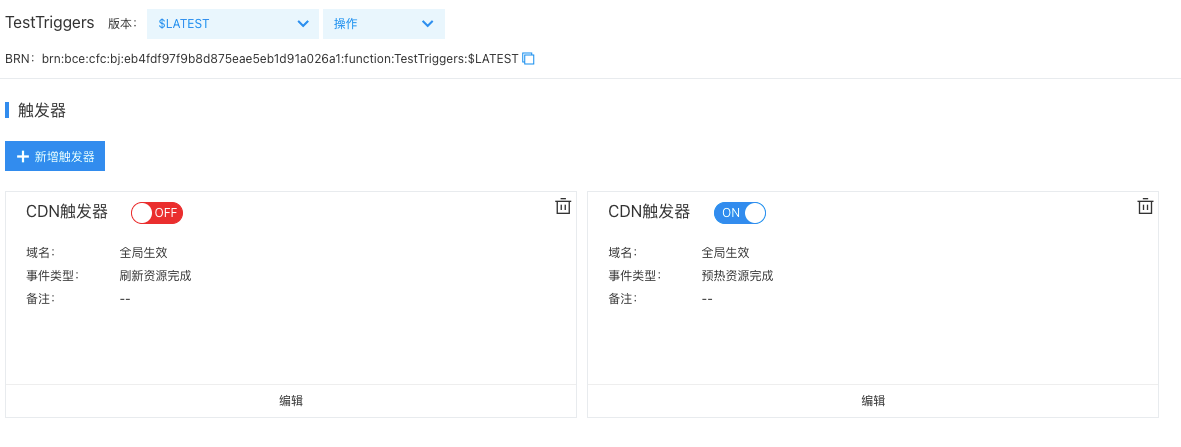 TestTriggers 版本： $LATEST 操作
BRN：brn:bce:cfc:bj:eb4fdf97f9b8d875eae5eb1d91a026a1:function:TestTriggers:$LATEST
触发器
新增触发器
CDN触发器 OFF
域名： 全局生效
事件类型： 刷新资源完成
备注： --
编辑
CDN触发器 ON
域名： 全局生效
事件类型： 预热资源完成
备注： --
编辑